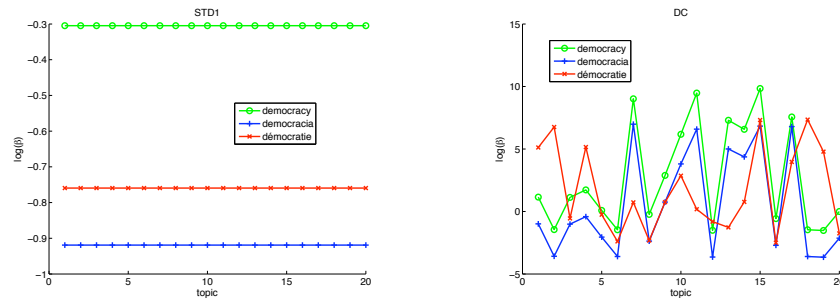 STD1
−0.3
−0.4
−0.5
−0.6
−0.7
−0.8
−0.9
−1
log(β)
0 5 10 15 20
topic
democracy
democracia
démocratie
DC
15
10
5
0
−5
log(β)
0 5 10 15 20
topic
democracy
democracia
démocratie